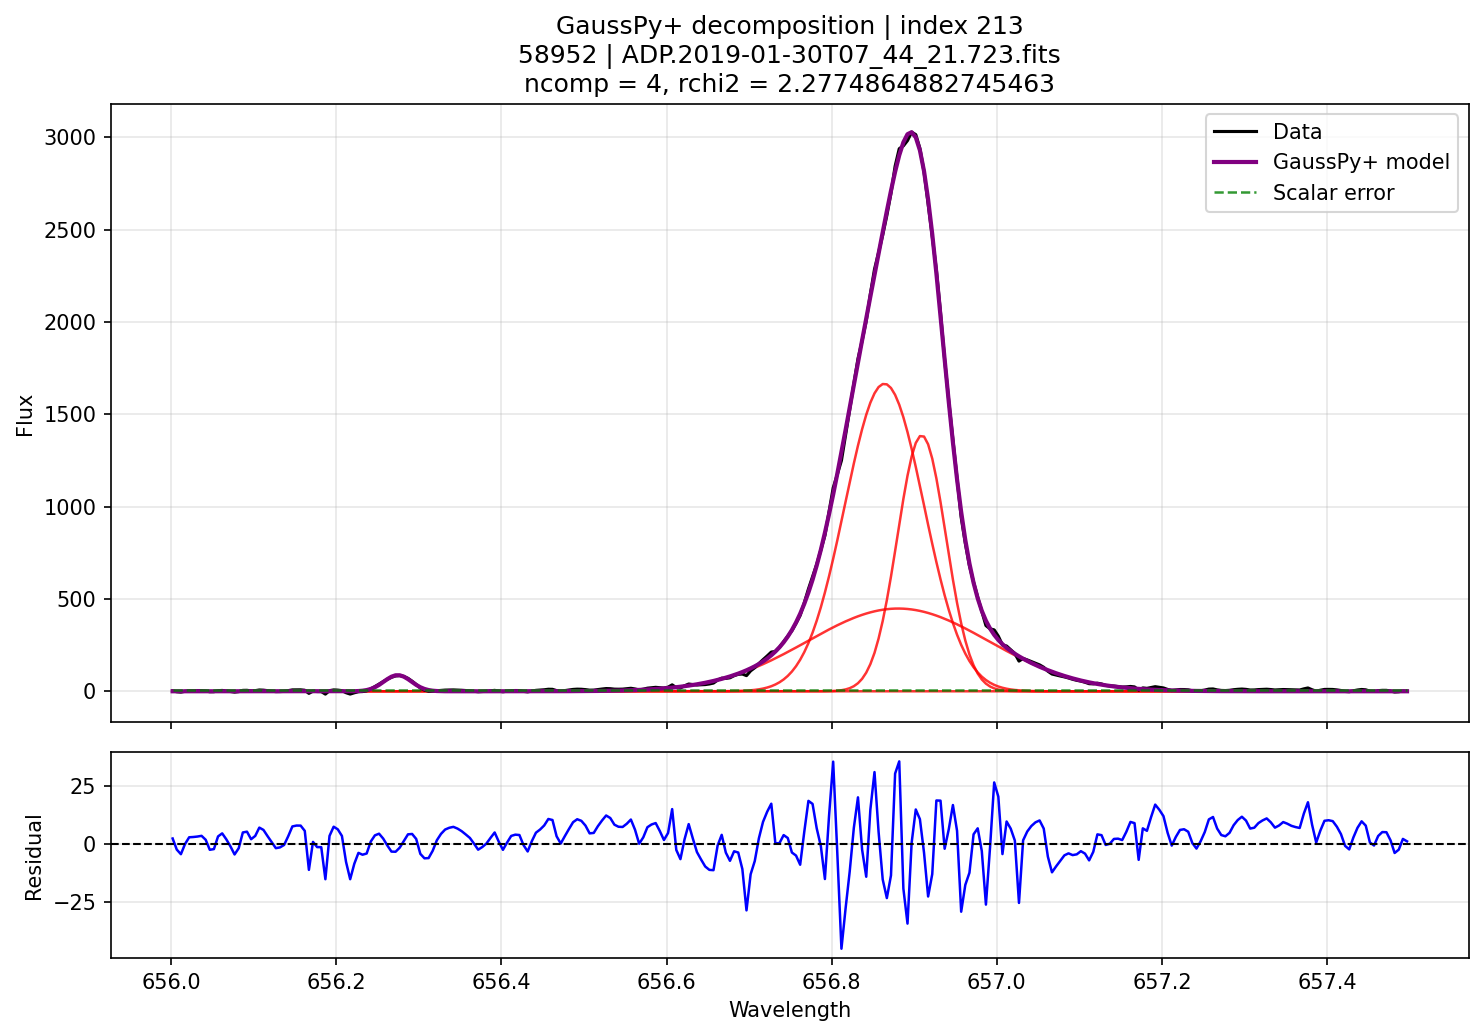 GaussPy+ decomposition | index 213
58952 | ADP.2019-01-30T07_44_21.723.fits
ncomp = 4, rchi2 = 2.2774864882745463
Data
GaussPy+ model
Scalar error
Flux
3000
2500
2000
1500
1000
500
0
Residual
25
0
−25
656.0
656.2
656.4
656.6
656.8
657.0
657.2
657.4
Wavelength